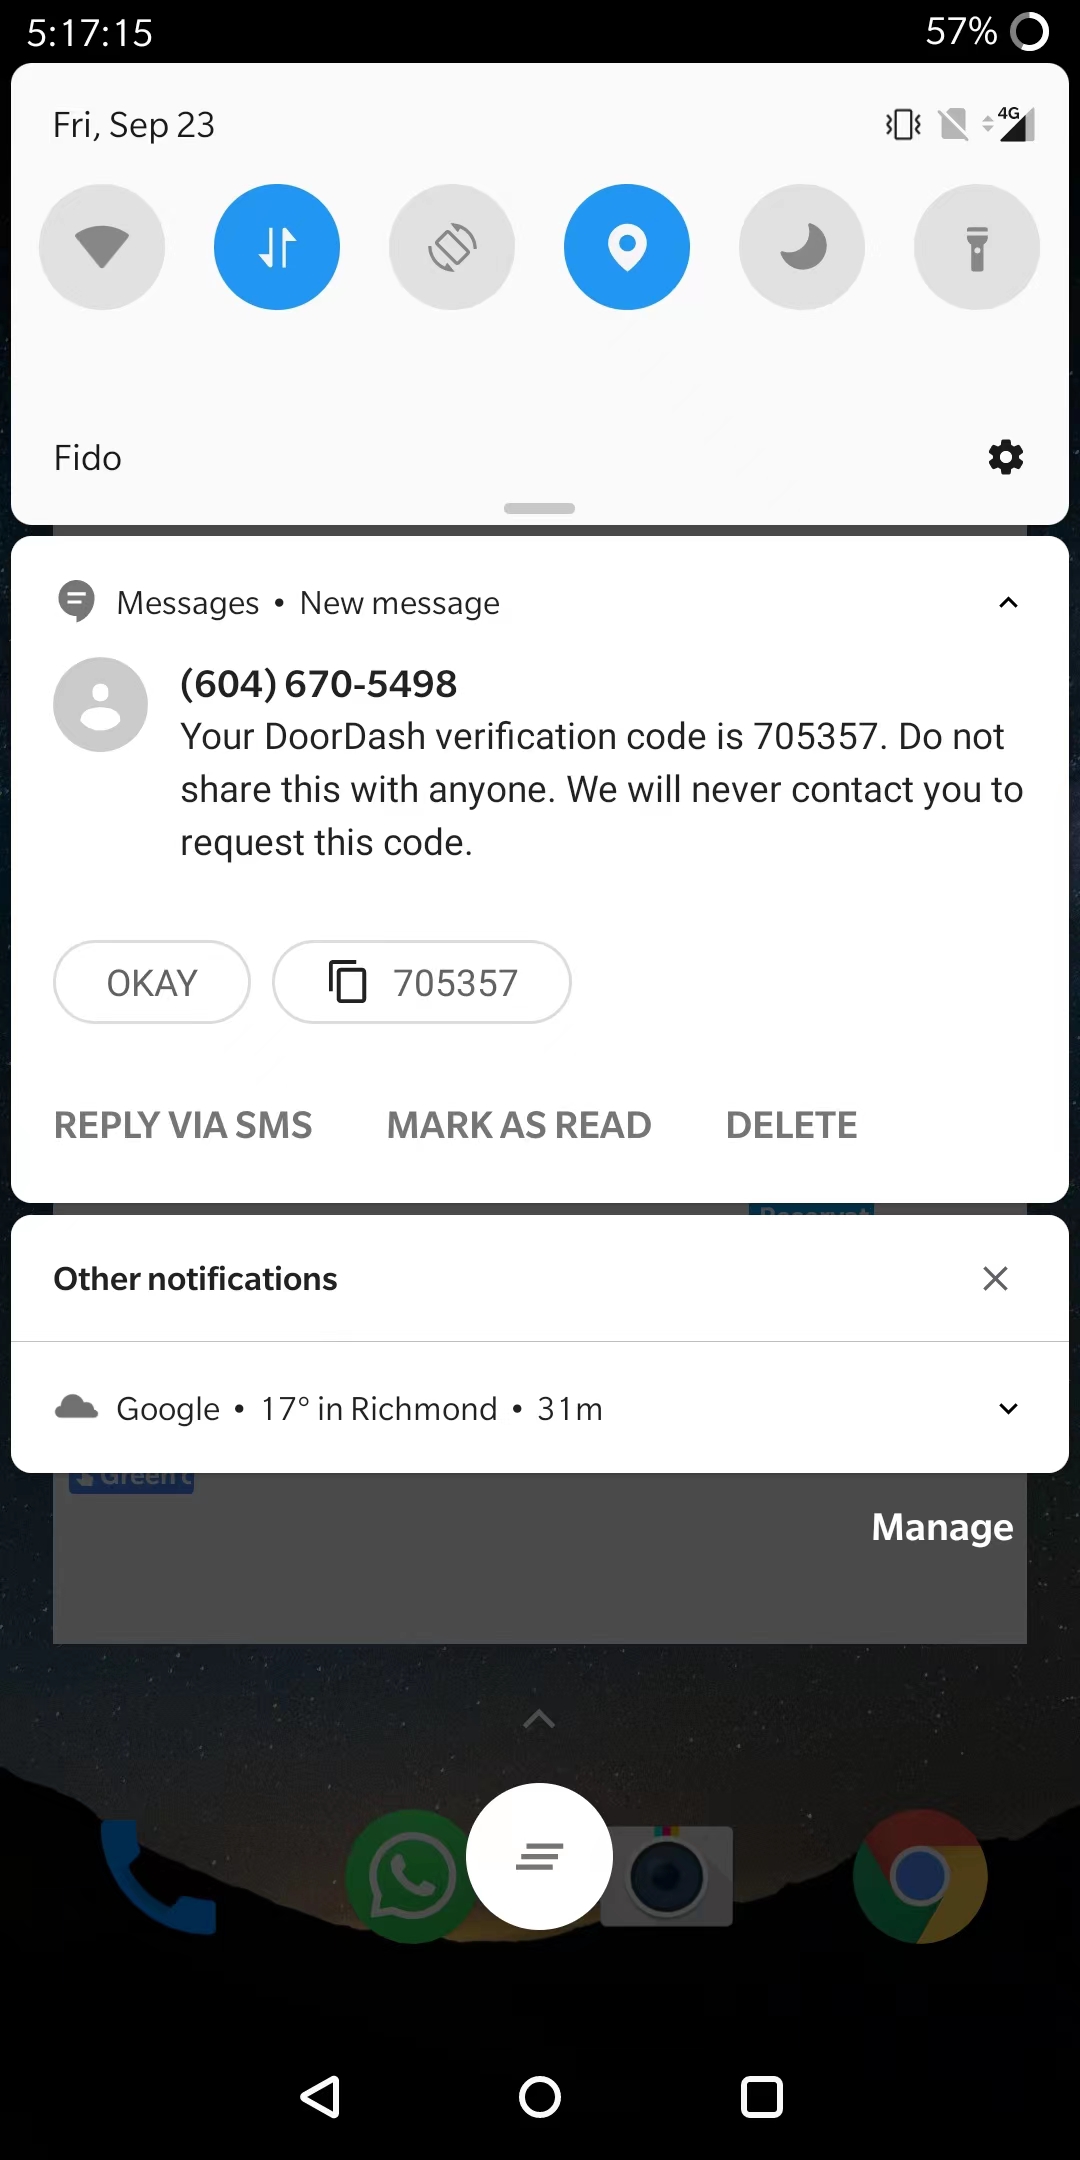 5:17:15
57%
Fri, Sep 23
4G
Fido
Messages • New message
(604) 670-5498
Your DoorDash verification code is 705357. Do not
share this with anyone. We will never contact you to
request this code.
OKAY
705357
REPLY VIA SMS
MARK AS READ
DELETE
Other notifications
Google • 17° in Richmond • 31m
Manage